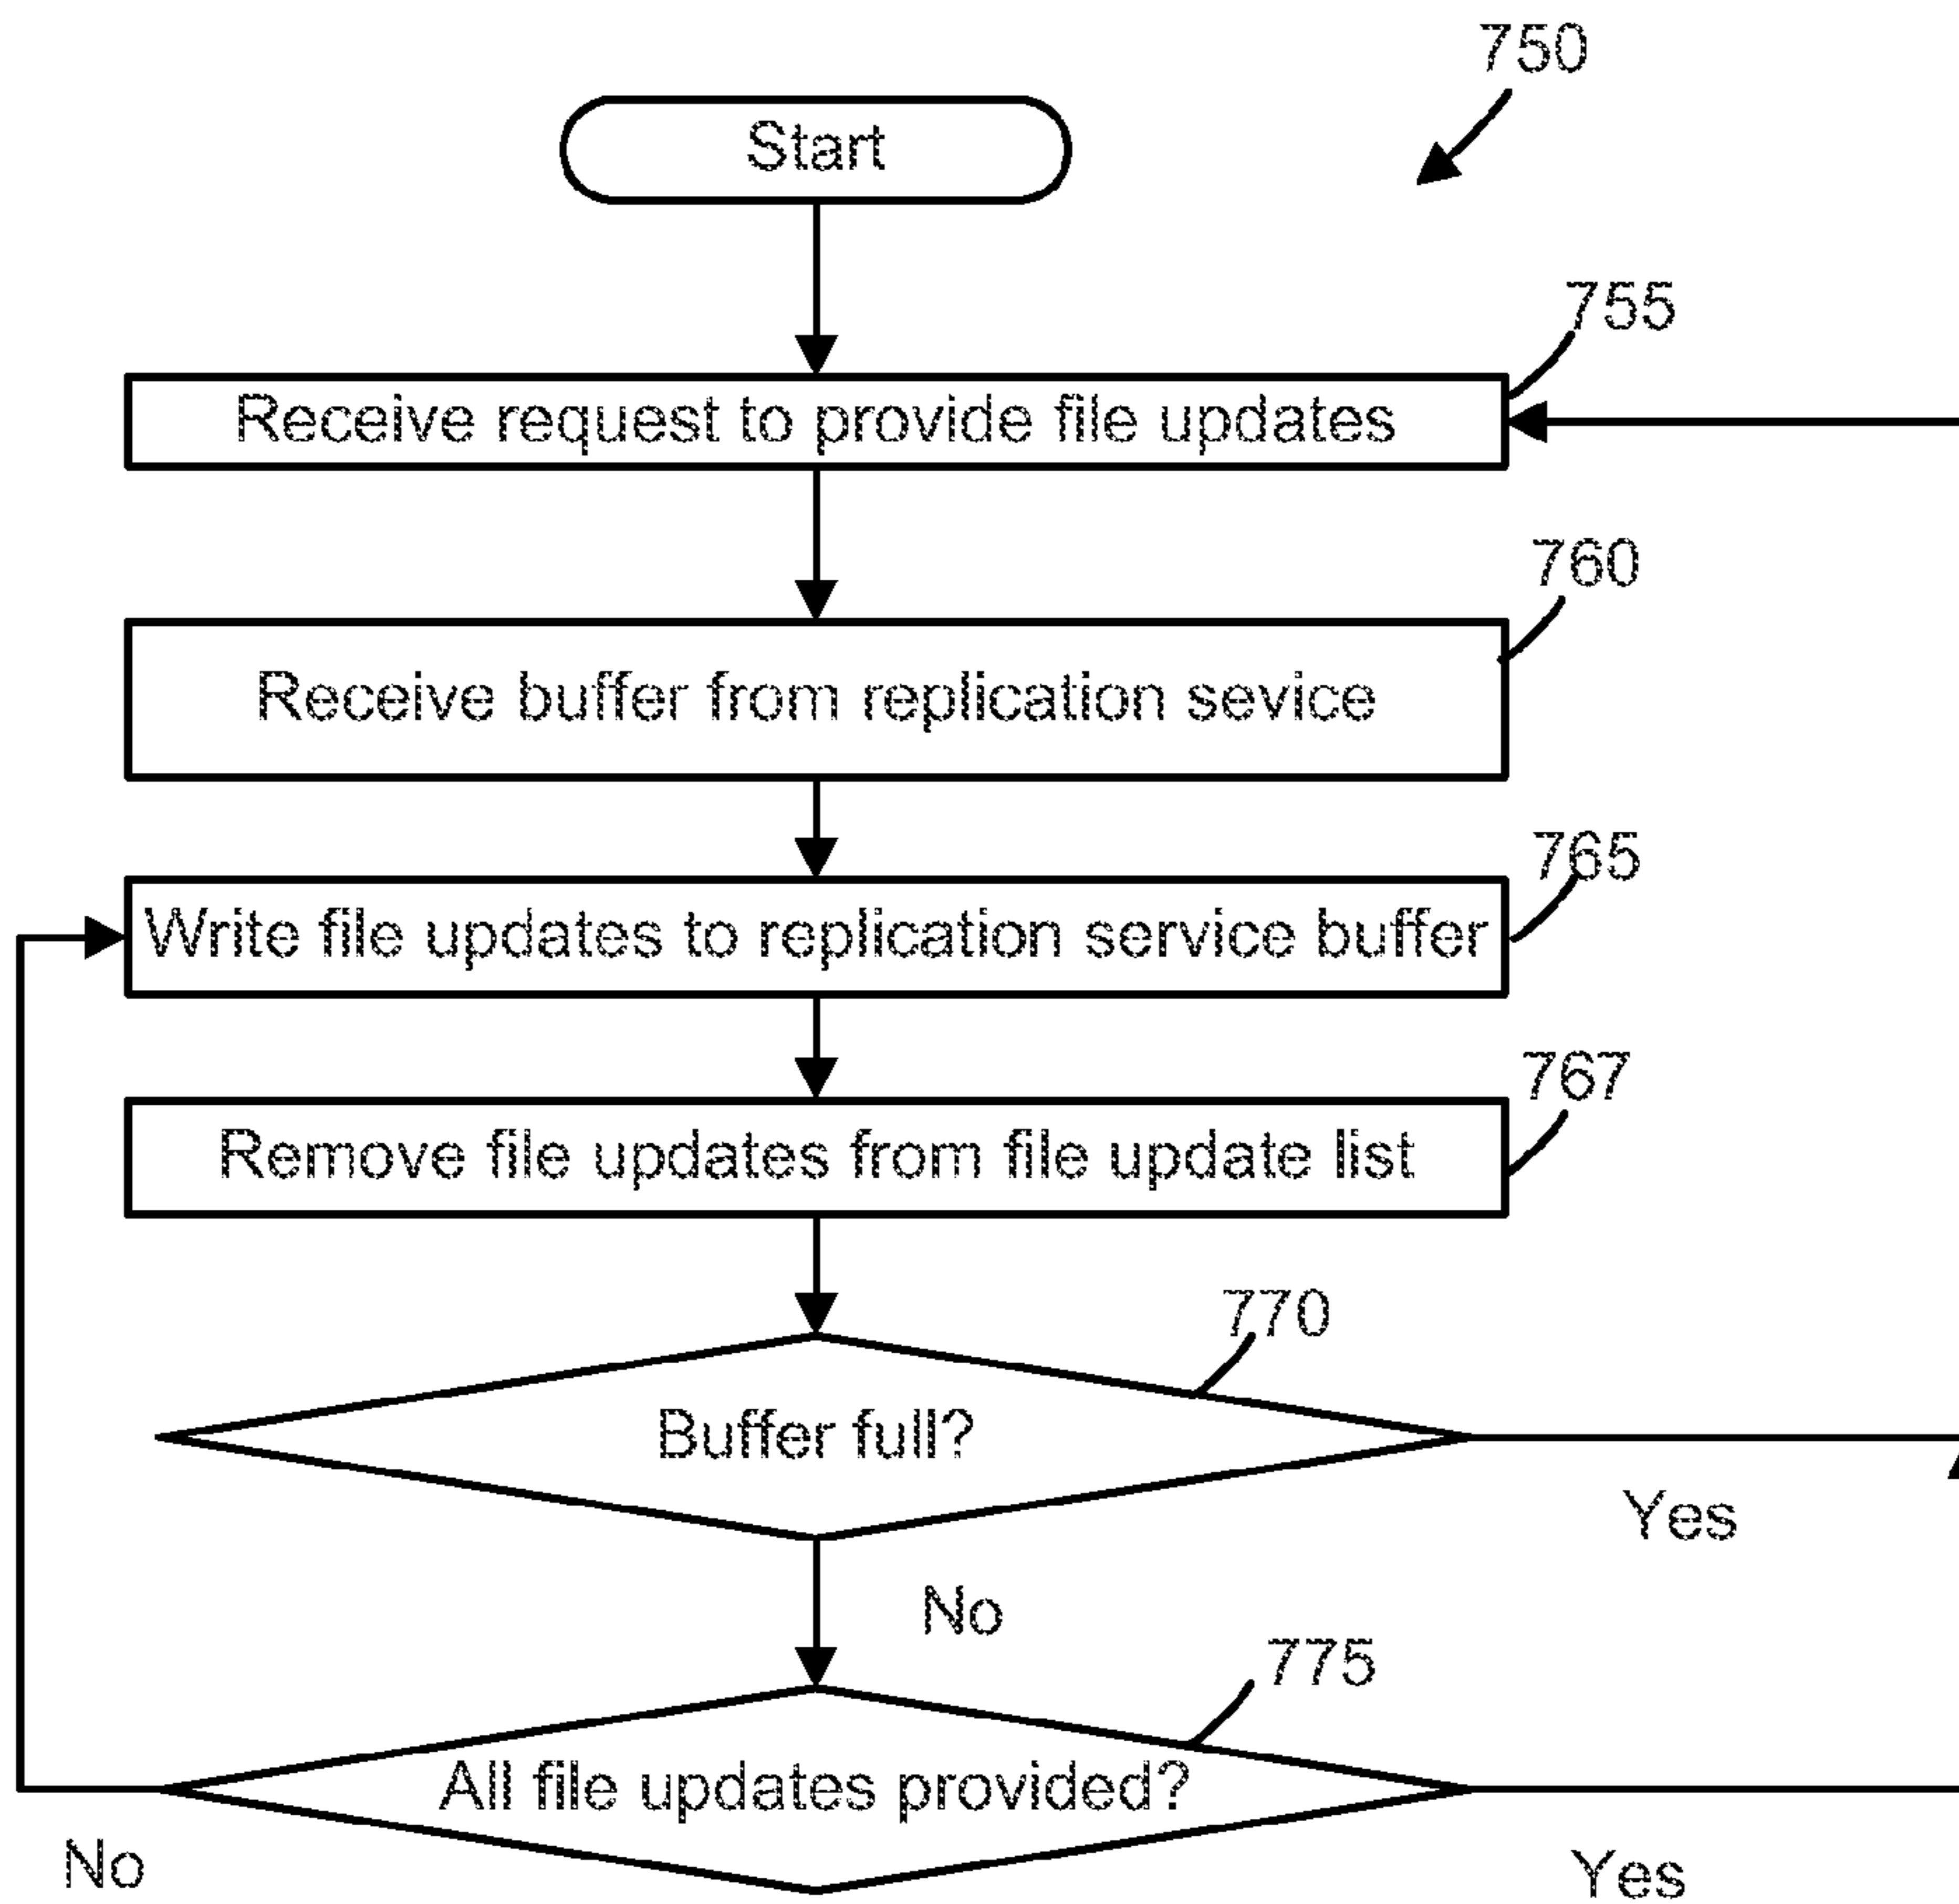 750
Start
755
Receive request to provide file updates
760
Receive buffer from replication sevice
765
Write file updates to replication service buffer
767
Remove file updates from file update list
770
Buffer full?
Yes
No
775
All file updates provided?
No
Yes